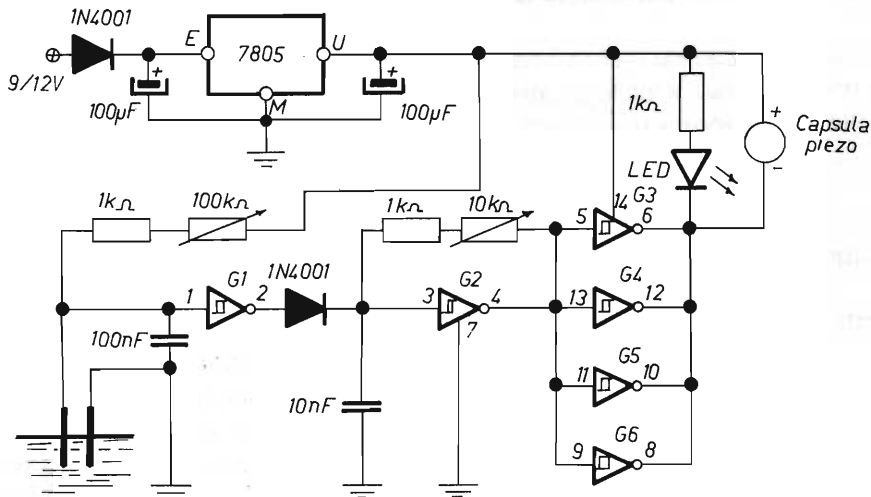 1N4001
E
7805
U
9/12V
+
100µF
M
+
100µF
1kΩ
+
Capsula
piezo
-
LED
1kΩ
100kΩ
1kΩ
10kΩ
14
G3
5
6
1N4001
G1
1
2
G2
3
4
7
G4
13
12
100nF
G5
11
10
10nF
G6
9
8